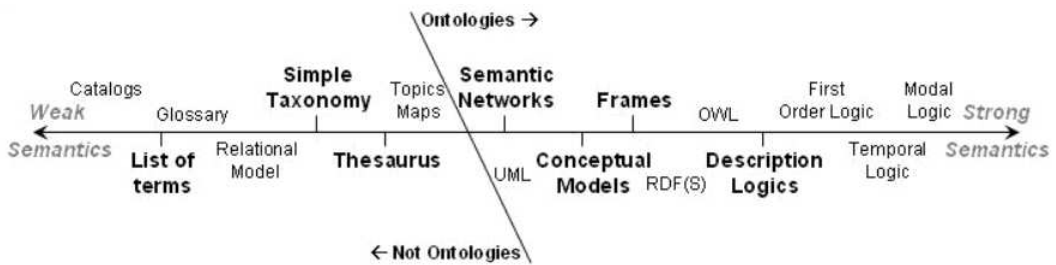 Ontologies →
Simple
Taxonomy
Topics
Maps
Semantic
Networks
Frames
First
Order Logic
Modal
Logic
Catalogs
Glossary
OWL
Weak
Strong
Semantics
Semantics
List of
terms
Relational
Model
Thesaurus
UML
Conceptual
Models
RDF(S)
Description
Logics
Temporal
Logic
← Not Ontologies